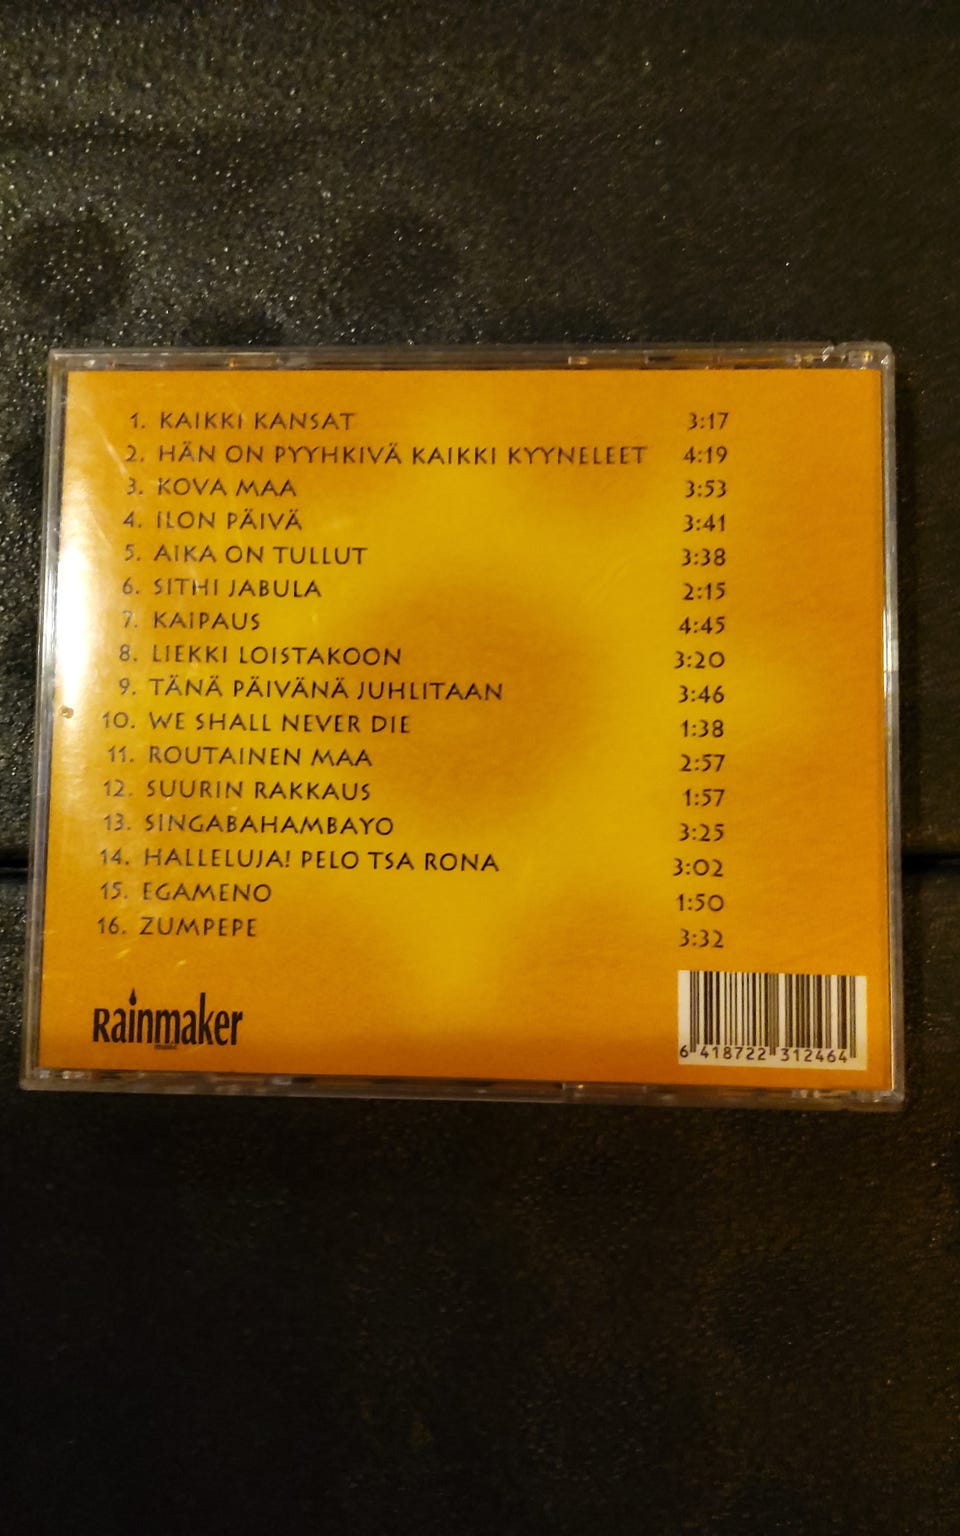 1. KAIKKI KANSAT 3:17
2. HÄN ON PYYHKIVÄ KAIKKI KYYNELEET 4:19
3. KOVA MAA 3:53
4. ILON PÄIVÄ 3:41
5. AIKA ON TULLUT 3:38
6. SITHI JABULA 2:15
7. KAIPAUS 4:45
8. LIEKKI LOISTAKOON 3:20
9. TÄNÄ PÄIVÄNÄ JUHLITAAN 3:46
10. WE SHALL NEVER DIE 1:38
11. ROUTAINEN MAA 2:57
12. SUURIN RAKKAUS 1:57
13. SINGABAHAMBAYO 3:25
14. HALLELUJA! PELO TSA RONA 3:02
15. EGAMENO 1:50
16. ZUMPEPE 3:32
Rainmaker
music
6 418722 312464